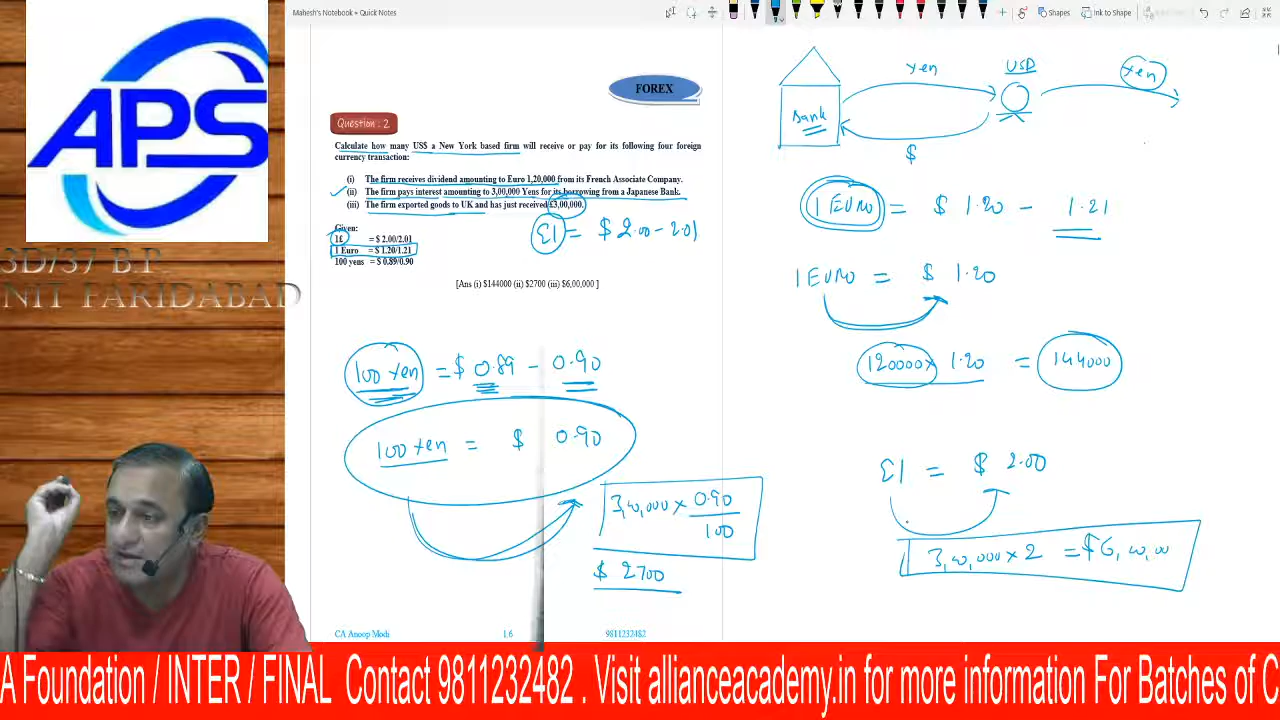 Mahesh's Notebook + Quick Notes
Shapes
Ink to Shape
APS
3D/37 B.P.
NIT FARIDABAD
FOREX
Question : 2
Calculate how many US$ a New York based firm will receive or pay for its following four foreign
currency transaction:
(i) The firm receives dividend amounting to Euro 1,20,000 from its French Associate Company.
(ii) The firm pays interest amounting to 3,00,000 Yens for its borrowing from a Japanese Bank.
(iii) The firm exported goods to UK and has just received £3,00,000.
Given:
1£ = $ 2.00/2.01
1 Euro = $ 1.20/1.21
100 yens = $ 0.89/0.90
£1 = $ 2.00 - 2.01
[Ans (i) $144000 (ii) $2700 (iii) $6,00,000 ]
100 Yen = $ 0.89 - 0.90
100 Yen = $ 0.90
3,00,000 × 0.90
100
$ 2700
CA Anoop Modi 1.6 9811232482
Yen
USD
Yen
Bank
$
1 EURO = $ 1.20 - 1.21
1 EURO = $ 1.20
120000 × 1.20 = 144000
£1 = $ 2.00
3,00,000 × 2 = $ 6,00,00
A Foundation / INTER / FINAL Contact 9811232482 . Visit allianceacademy.in for more information For Batches of C